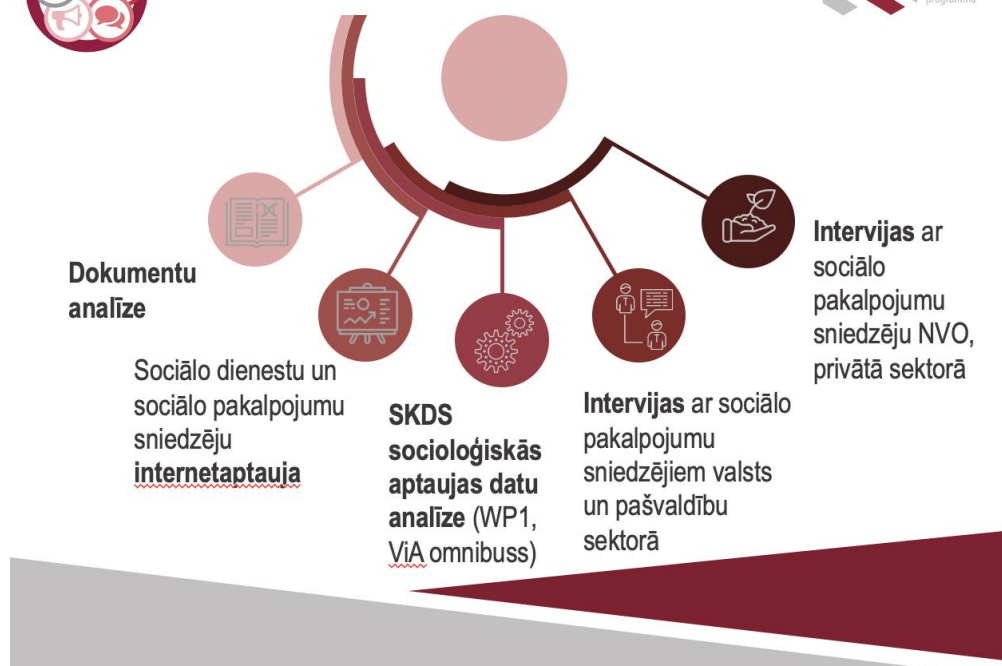 programma
Dokumentu
analīze
Sociālo dienestu un
sociālo pakalpojumu
sniedzēju
internetaptauja
SKDS
socioloģiskās
aptaujas datu
analīze (WP1,
ViA omnibuss)
Intervijas ar sociālo
pakalpojumu
sniedzējiem valsts
un pašvaldību
sektorā
Intervijas ar
sociālo
pakalpojumu
sniedzēju NVO,
privātā sektorā